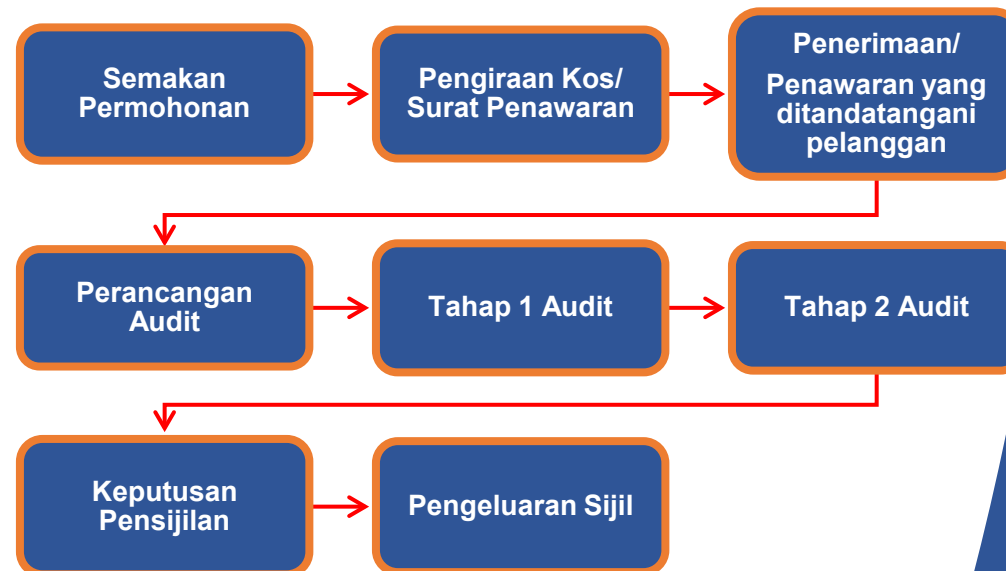 Semakan
Permohonan
Pengiraan Kos/
Surat Penawaran
Penerimaan/
Penawaran yang
ditandatangani
pelanggan
Perancangan
Audit
Tahap 1 Audit
Tahap 2 Audit
Keputusan
Pensijilan
Pengeluaran Sijil